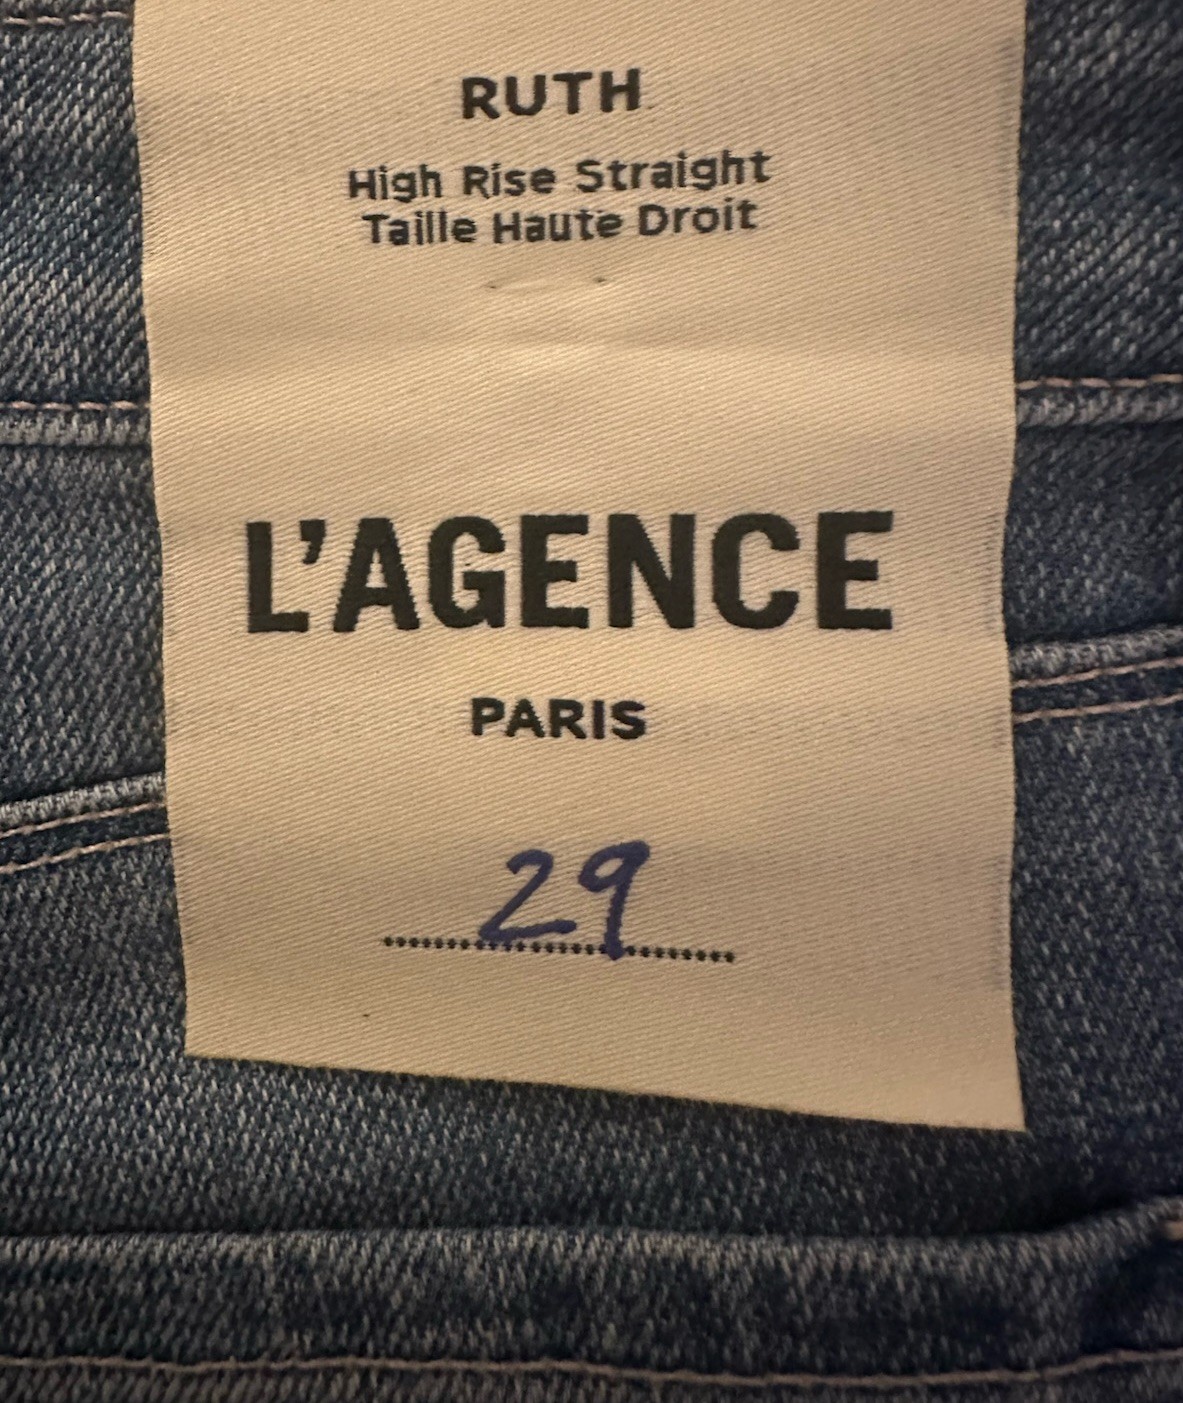 RUTH
High Rise Straight
Taille Haute Droit
L'AGENCE
PARIS
29